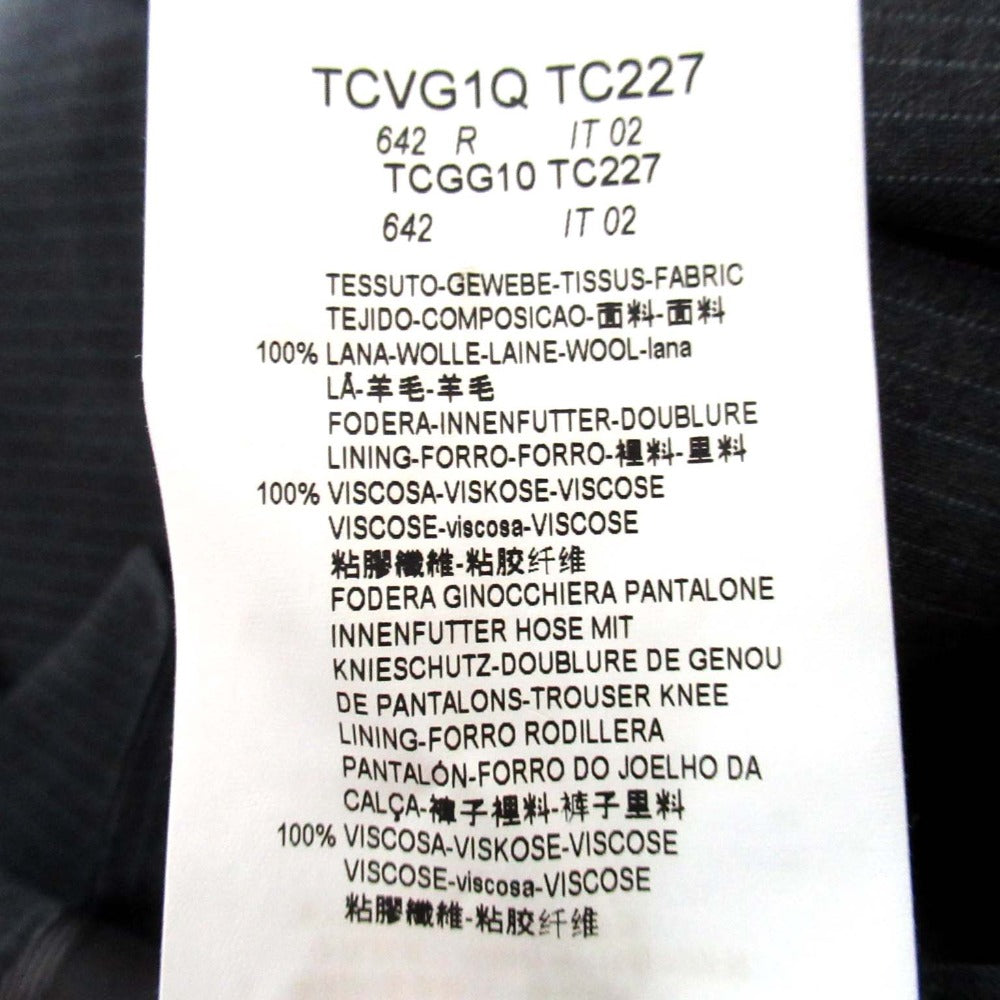 TCVG1Q TC227
642 R IT 02
TCGG10 TC227
642 IT 02
TESSUTO-GEWEBE-TISSUS-FABRIC
TEJIDO-COMPOSICAO-面料-面料
100% LANA-WOLLE-LAINE-WOOL-lana
LÃ-羊毛-羊毛
FODERA-INNENFUTTER-DOUBLURE
LINING-FORRO-FORRO-裡料-里料
100% VISCOSA-VISKOSE-VISCOSE
VISCOSE-viscosa-VISCOSE
粘膠纖維-粘胶纤维
FODERA GINOCCHIERA PANTALONE
INNENFUTTER HOSE MIT
KNIESCHUTZ-DOUBLURE DE GENOU
DE PANTALONS-TROUSER KNEE
LINING-FORRO RODILLERA
PANTALÓN-FORRO DO JOELHO DA
CALÇA-褲子裡料-裤子里料
100% VISCOSA-VISKOSE-VISCOSE
VISCOSE-viscosa-VISCOSE
粘膠纖維-粘胶纤维